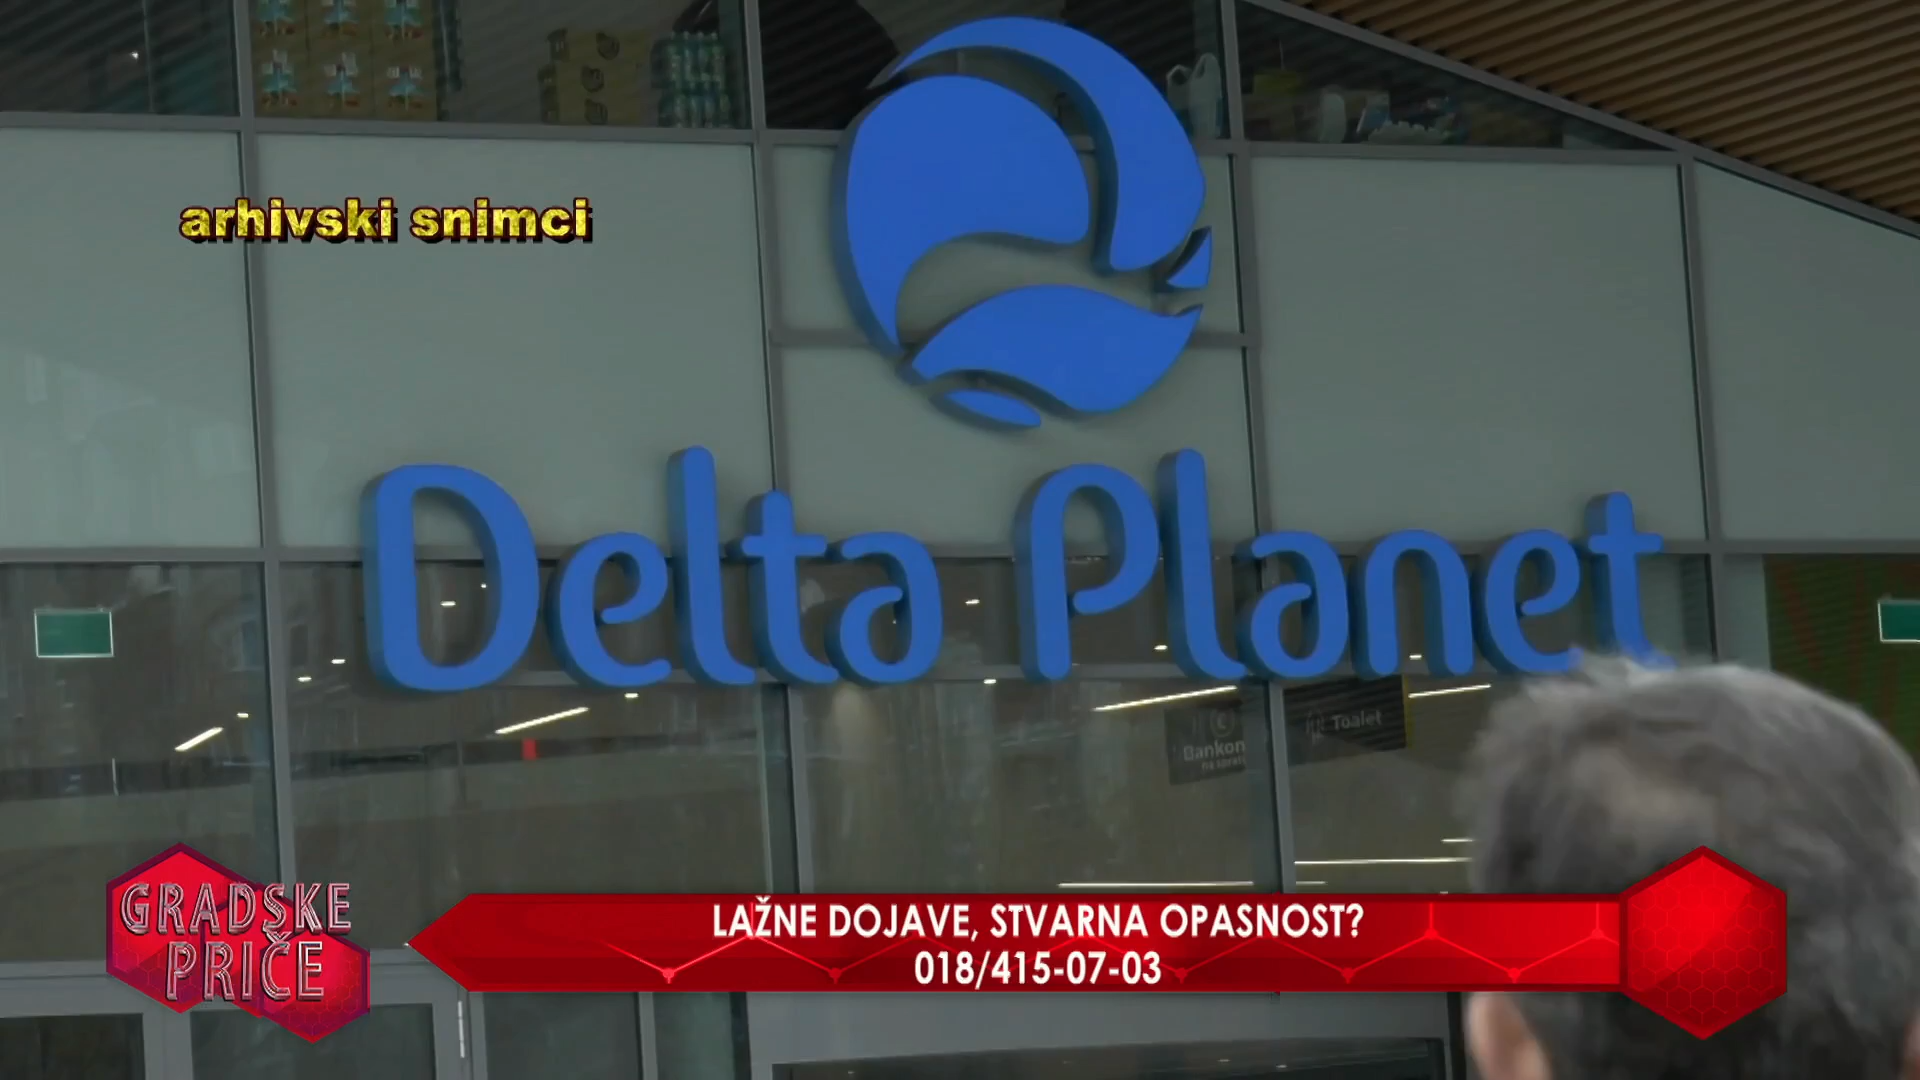 arhivski snimci
Delta Planet
Toalet
GRADSKE
PRIČE
LAŽNE DOJAVE, STVARNA OPASNOST?
018/415-07-03